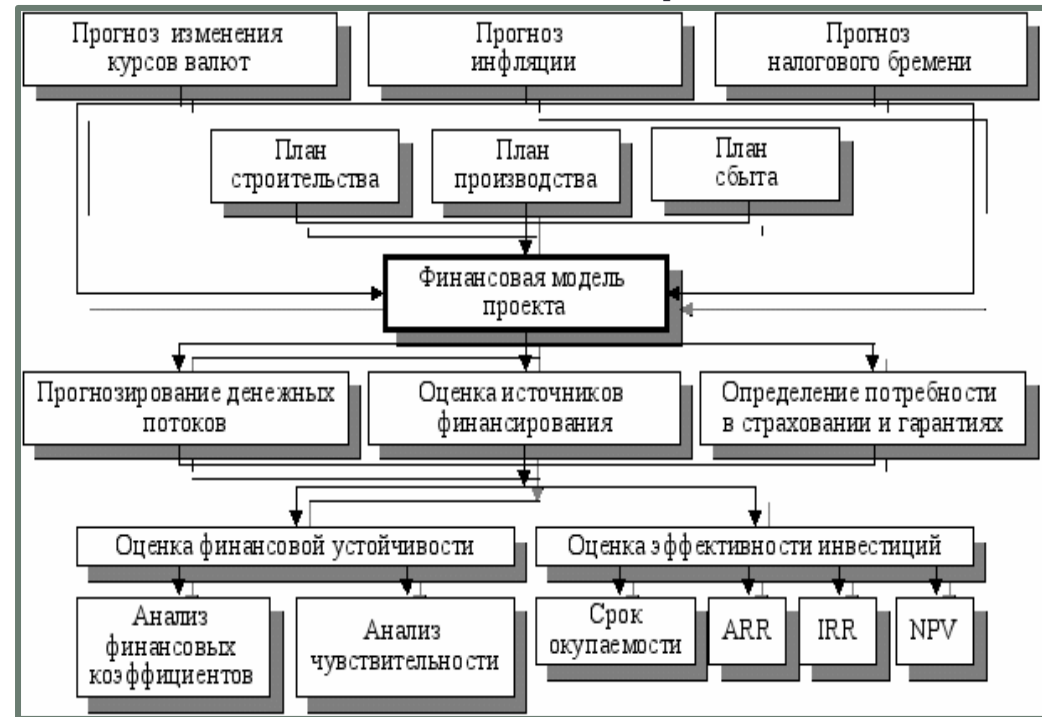 Прогноз изменения
курсов валют
Прогноз
инфляции
Прогноз
налогового бремени
План
строительства
План
производства
План
сбыта
Финансовая модель
проекта
Прогнозирование денежных
потоков
Оценка источников
финансирования
Определение потребности
в страховании и гарантиях
Оценка финансовой устойчивости
Оценка эффективности инвестиций
Анализ
финансовых
коэффициентов
Анализ
чувствительности
Срок
окупаемости
ARR
IRR
NPV